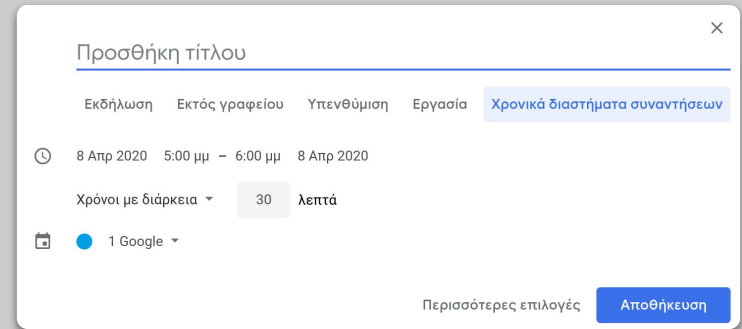 Προσθήκη τίτλου
Εκδήλωση Εκτός γραφείου Υπενθύμιση Εργασία Χρονικά διαστήματα συναντήσεων
8 Απρ 2020 5:00 μμ – 6:00 μμ 8 Απρ 2020
Χρόνοι με διάρκεια 30 λεπτά
1 Google
Περισσότερες επιλογές Αποθήκευση